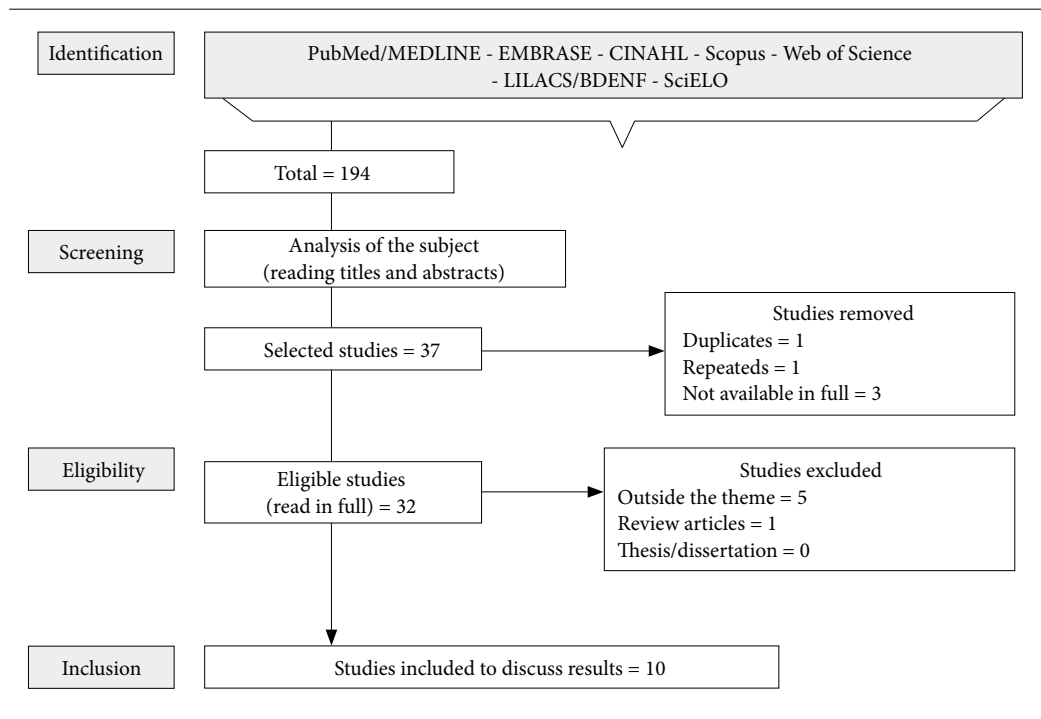 Identification
PubMed/MEDLINE - EMBRASE - CINAHL - Scopus - Web of Science
- LILACS/BDENF - SciELO
Total = 194
Screening
Analysis of the subject
(reading titles and abstracts)
Selected studies = 37
Studies removed
Duplicates = 1
Repeateds = 1
Not available in full = 3
Eligibility
Eligible studies
(read in full) = 32
Studies excluded
Outside the theme = 5
Review articles = 1
Thesis/dissertation = 0
Inclusion
Studies included to discuss results = 10